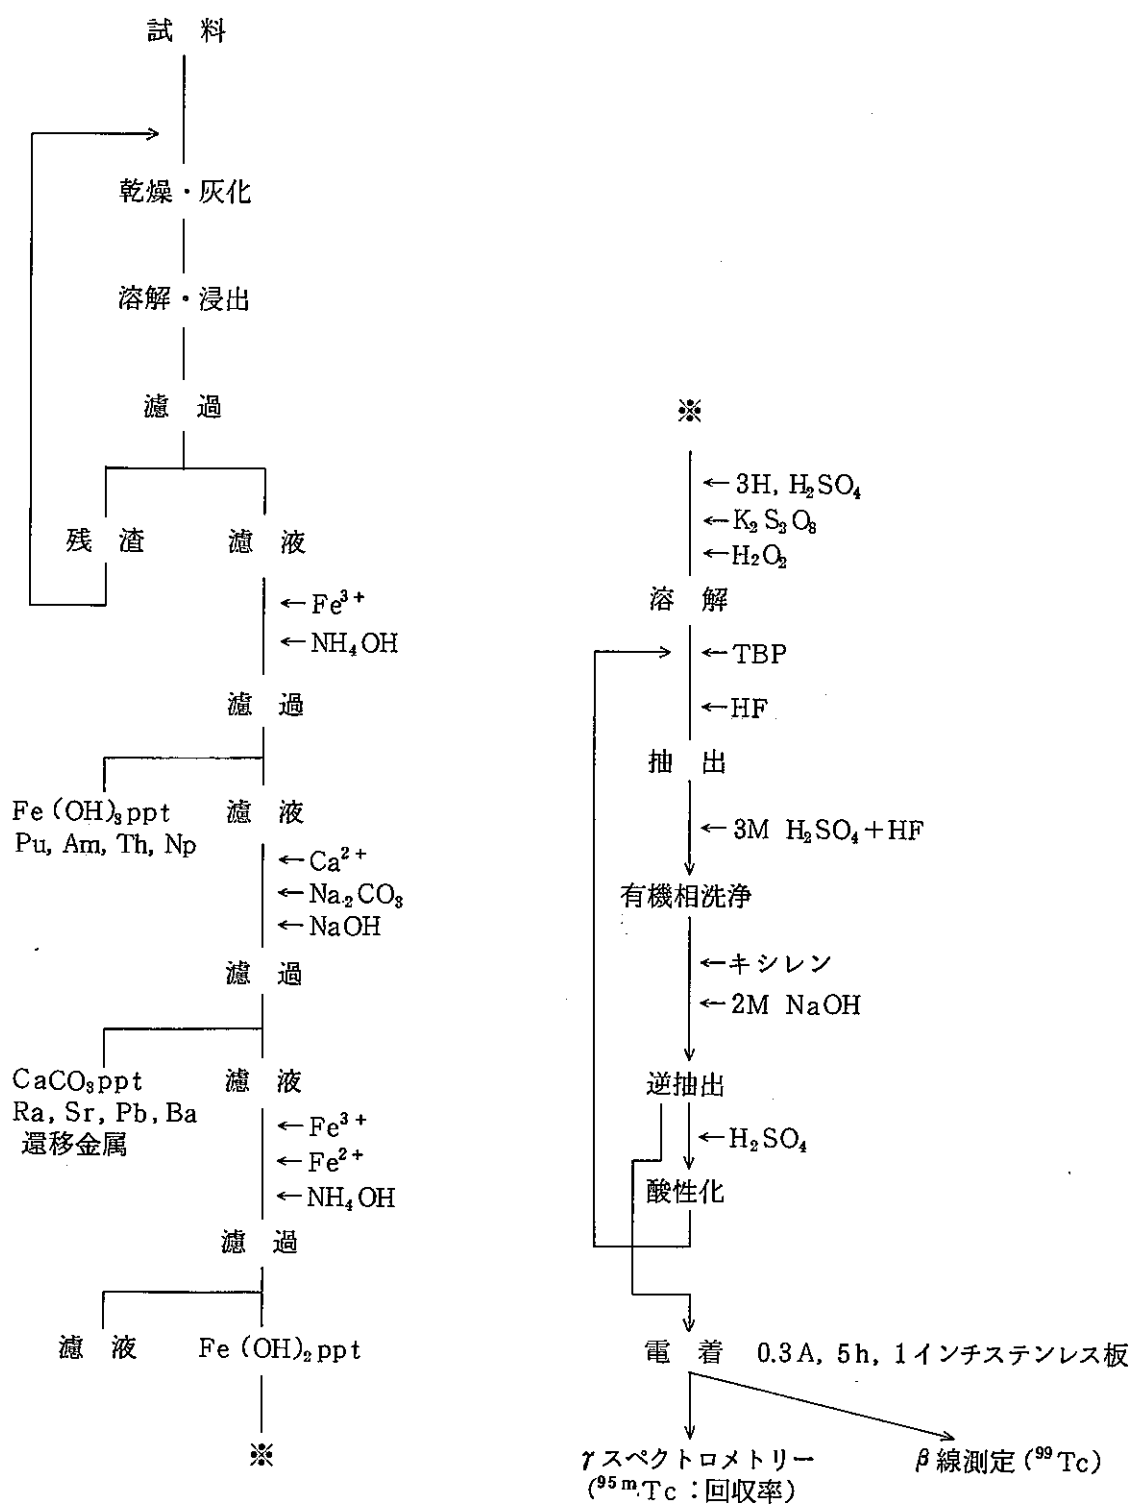 試 料
乾燥・灰化
溶解・浸出
濾 過
残 渣 濾 液
←Fe³⁺
←NH₄OH
濾 過
Fe(OH)₃ppt 濾 液
Pu, Am, Th, Np
←Ca²⁺
←Na₂CO₃
←NaOH
濾 過
CaCO₃ppt 濾 液
Ra, Sr, Pb, Ba
還移金属
←Fe³⁺
←Fe²⁺
←NH₄OH
濾 過
濾 液 Fe(OH)₂ppt
※
※
←3H, H₂SO₄
←K₂S₂O₈
←H₂O₂
溶 解
←TBP
←HF
抽 出
←3M H₂SO₄+HF
有機相洗浄
←キシレン
←2M NaOH
逆抽出
←H₂SO₄
酸性化
電 着 0.3A, 5h, 1インチステンレス板
γスペクトロメトリー β線測定(⁹⁹Tc)
(⁹⁵ᵐTc:回収率)